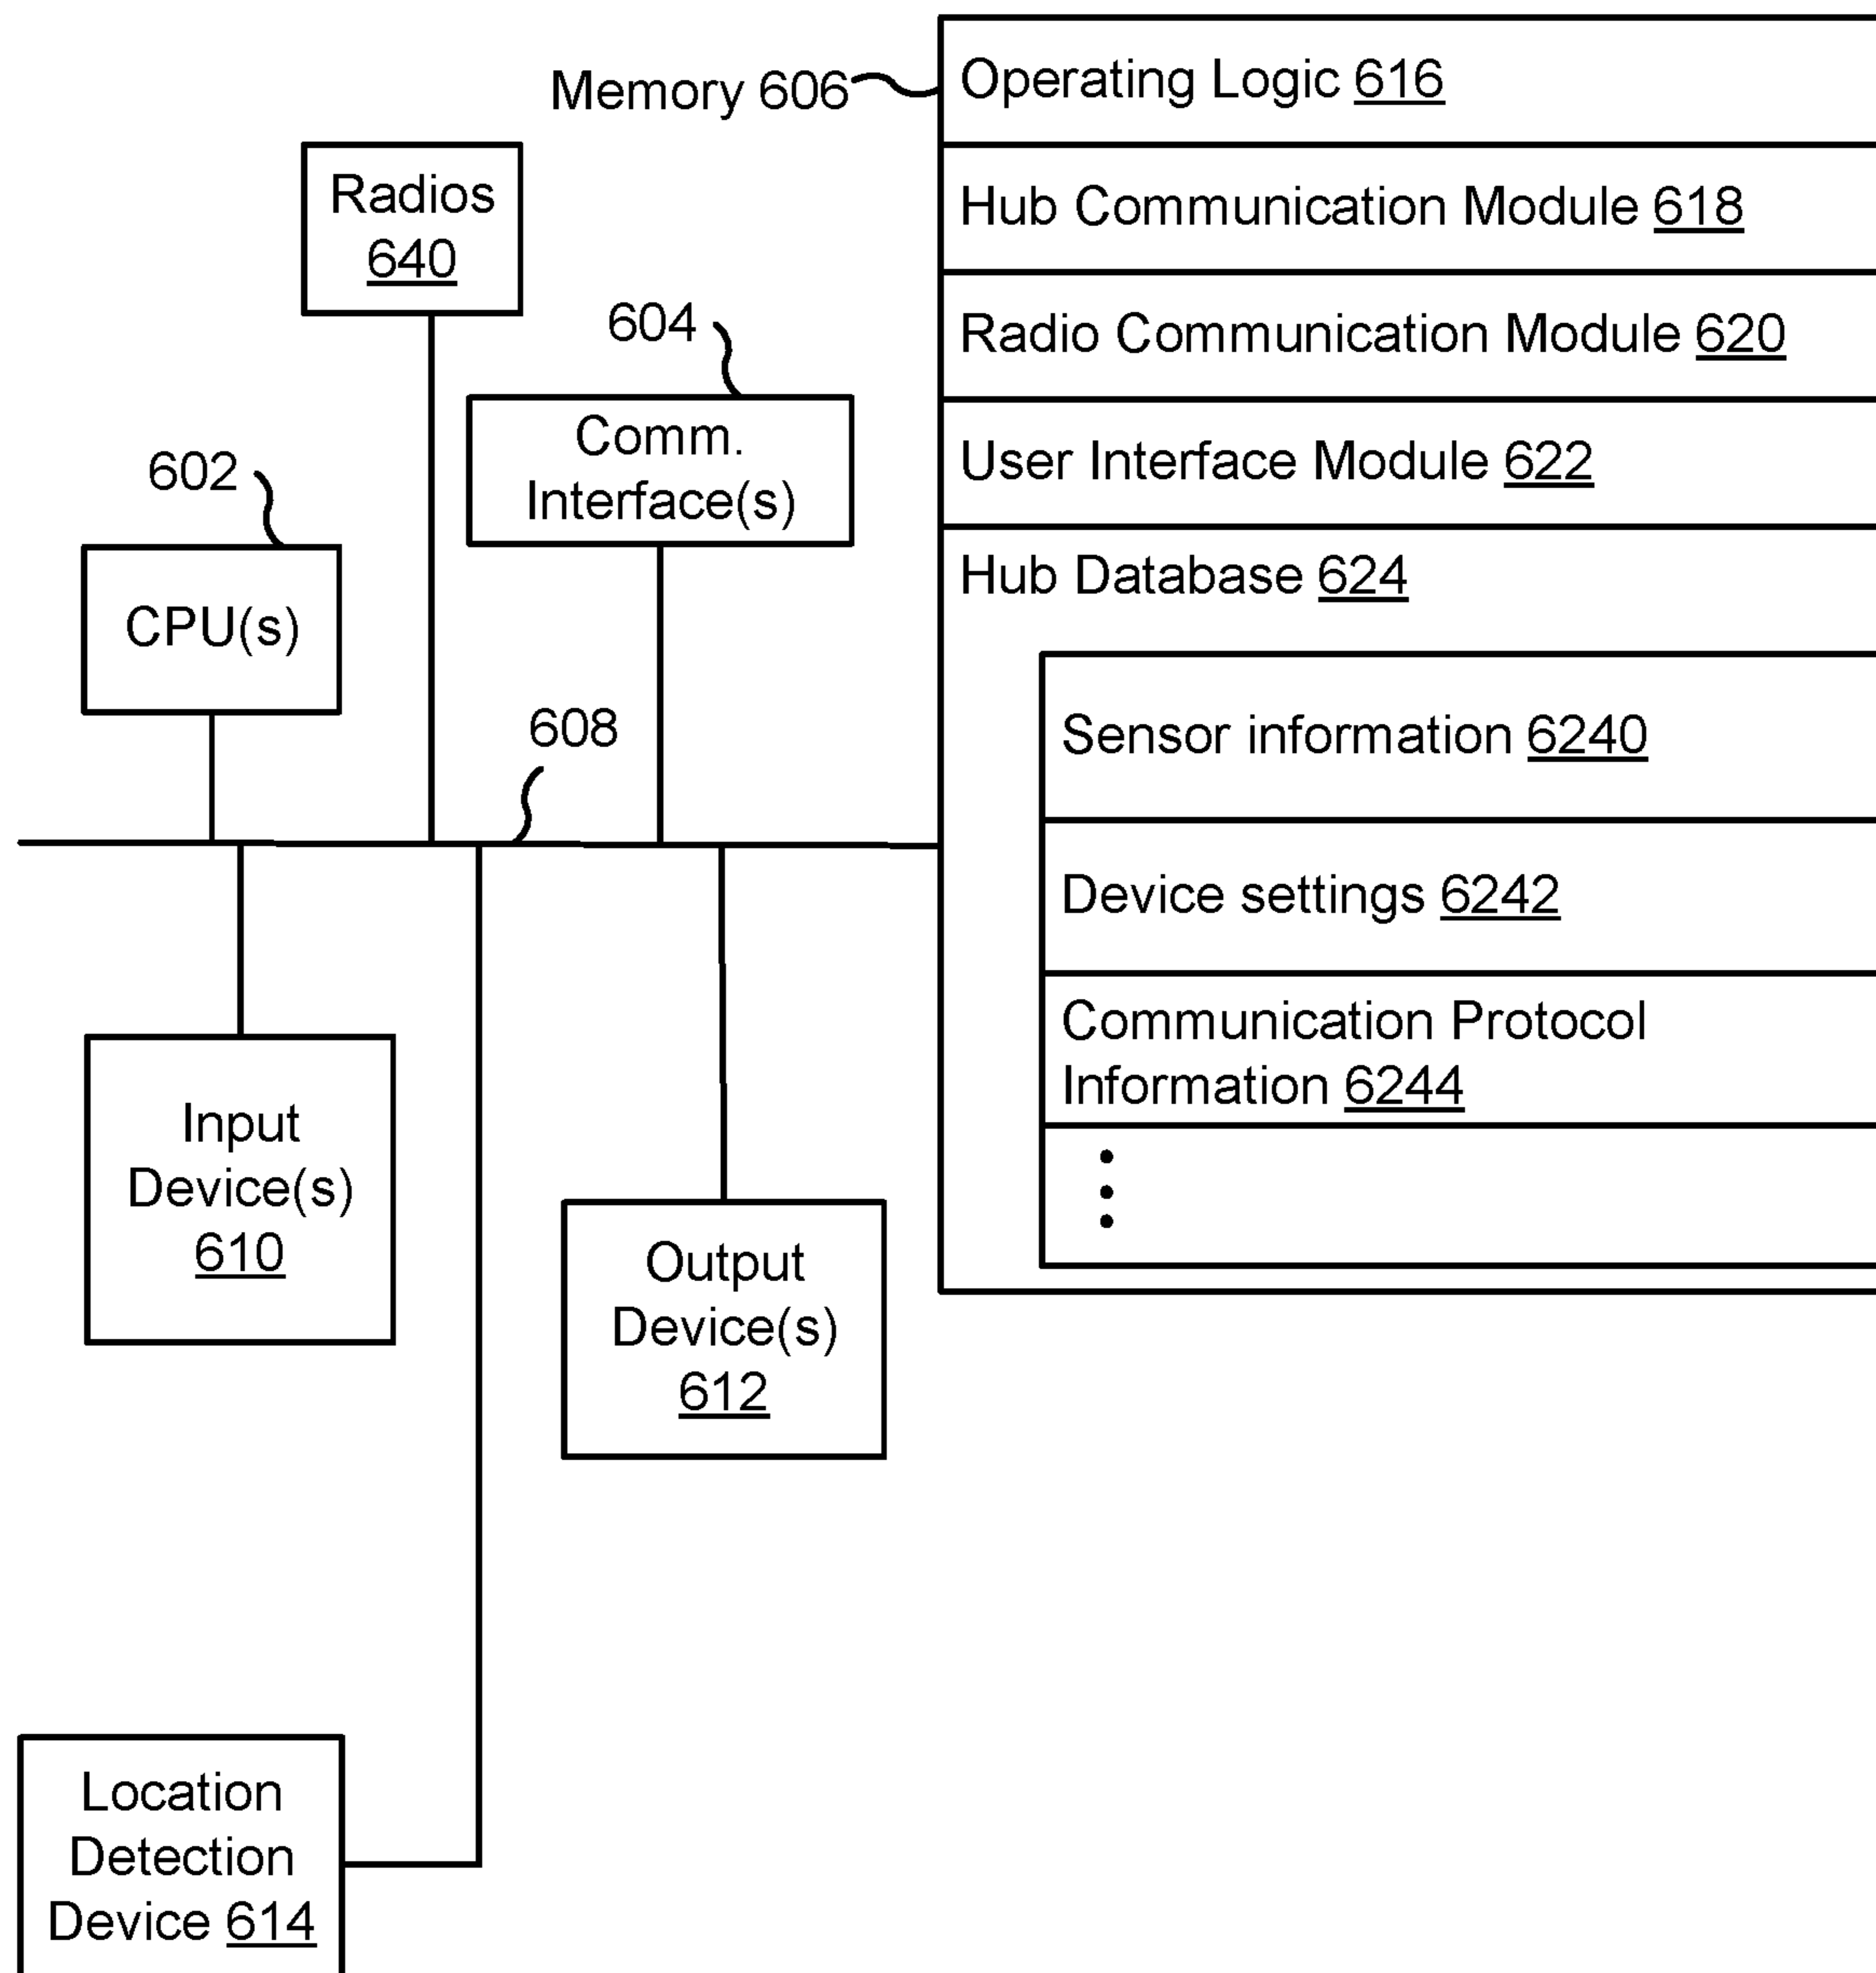 Memory 606
Operating Logic 616
Radios
640
Hub Communication Module 618
604
Radio Communication Module 620
Comm.
Interface(s)
602
User Interface Module 622
CPU(s)
Hub Database 624
608
Sensor information 6240
Device settings 6242
Communication Protocol
Information 6244
Input
Device(s)
610
Output
Device(s)
612
Location
Detection
Device 614